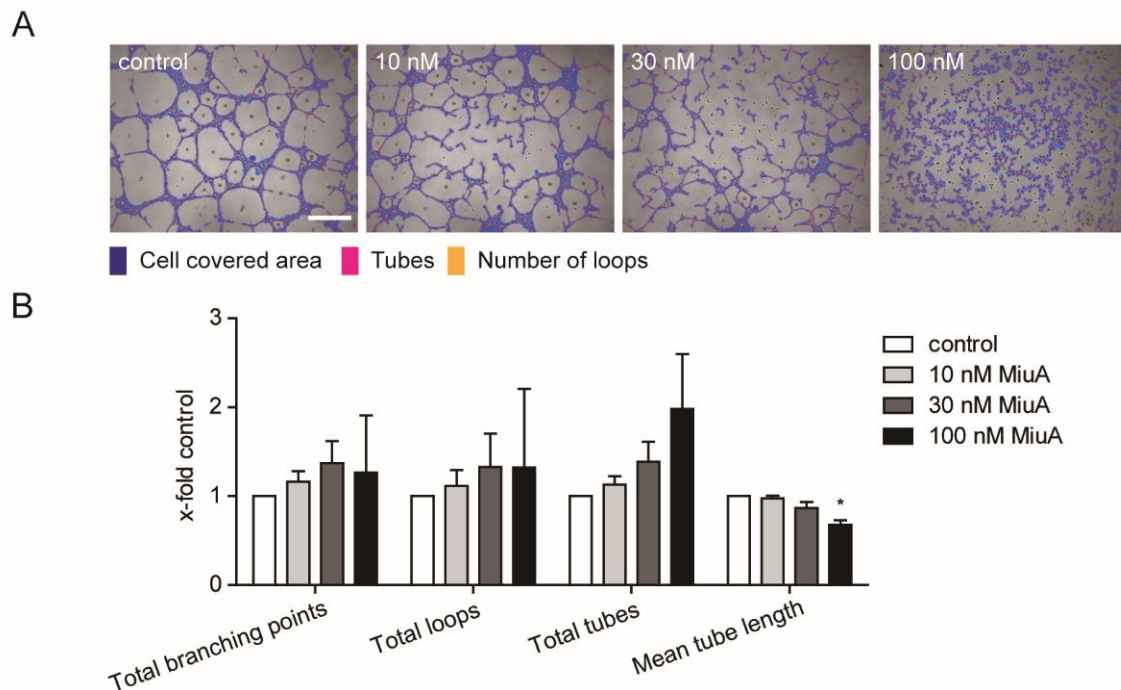 A
control
10 nM
30 nM
100 nM
Cell covered area
Tubes
Number of loops
B
3
2
1
0
x-fold control
*
control
10 nM MiuA
30 nM MiuA
100 nM MiuA
Total branching points
Total loops
Total tubes
Mean tube length